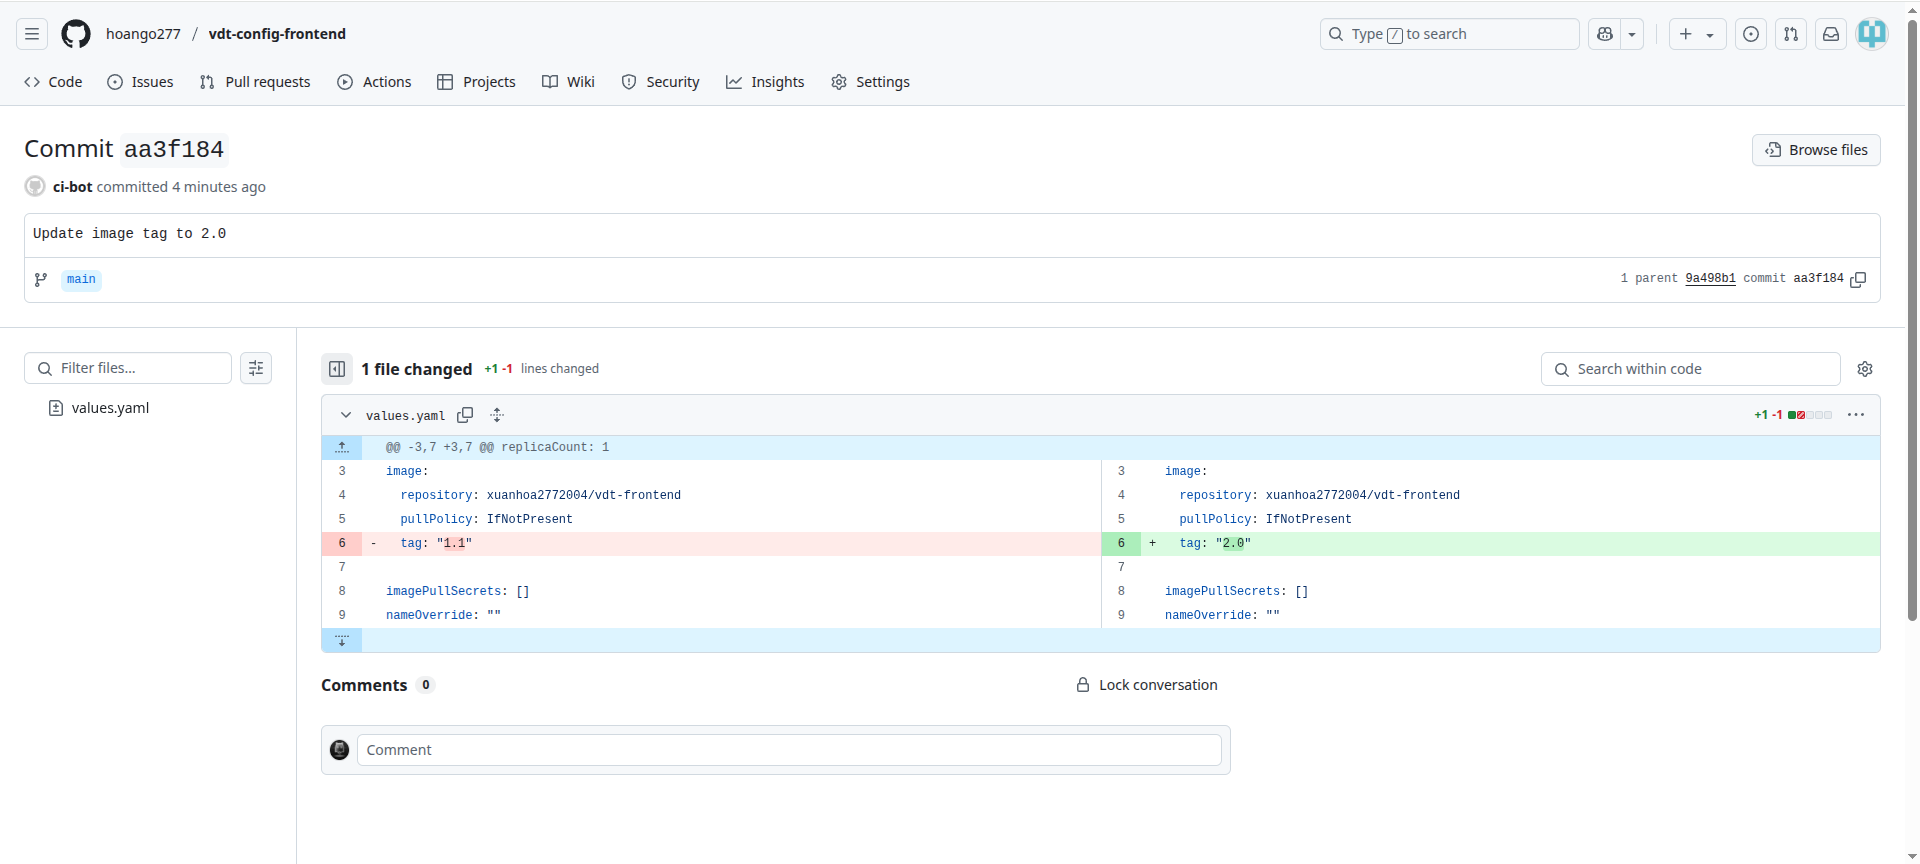 hoango277 / vdt-config-frontend
Type / to search
Code Issues Pull requests Actions Projects Wiki Security Insights Settings
Commit aa3f184
Browse files
ci-bot committed 4 minutes ago
Update image tag to 2.0
main
1 parent 9a498b1 commit aa3f184
Filter files...
values.yaml
1 file changed +1 -1 lines changed
Search within code
values.yaml
+1 -1
@@ -3,7 +3,7 @@ replicaCount: 1
3 image:
4 repository: xuanhoa2772004/vdt-frontend
5 pullPolicy: IfNotPresent
6 - tag: "1.1"
7
8 imagePullSecrets: []
9 nameOverride: ""
3 image:
4 repository: xuanhoa2772004/vdt-frontend
5 pullPolicy: IfNotPresent
6 + tag: "2.0"
7
8 imagePullSecrets: []
9 nameOverride: ""
Comments 0
Lock conversation
Comment